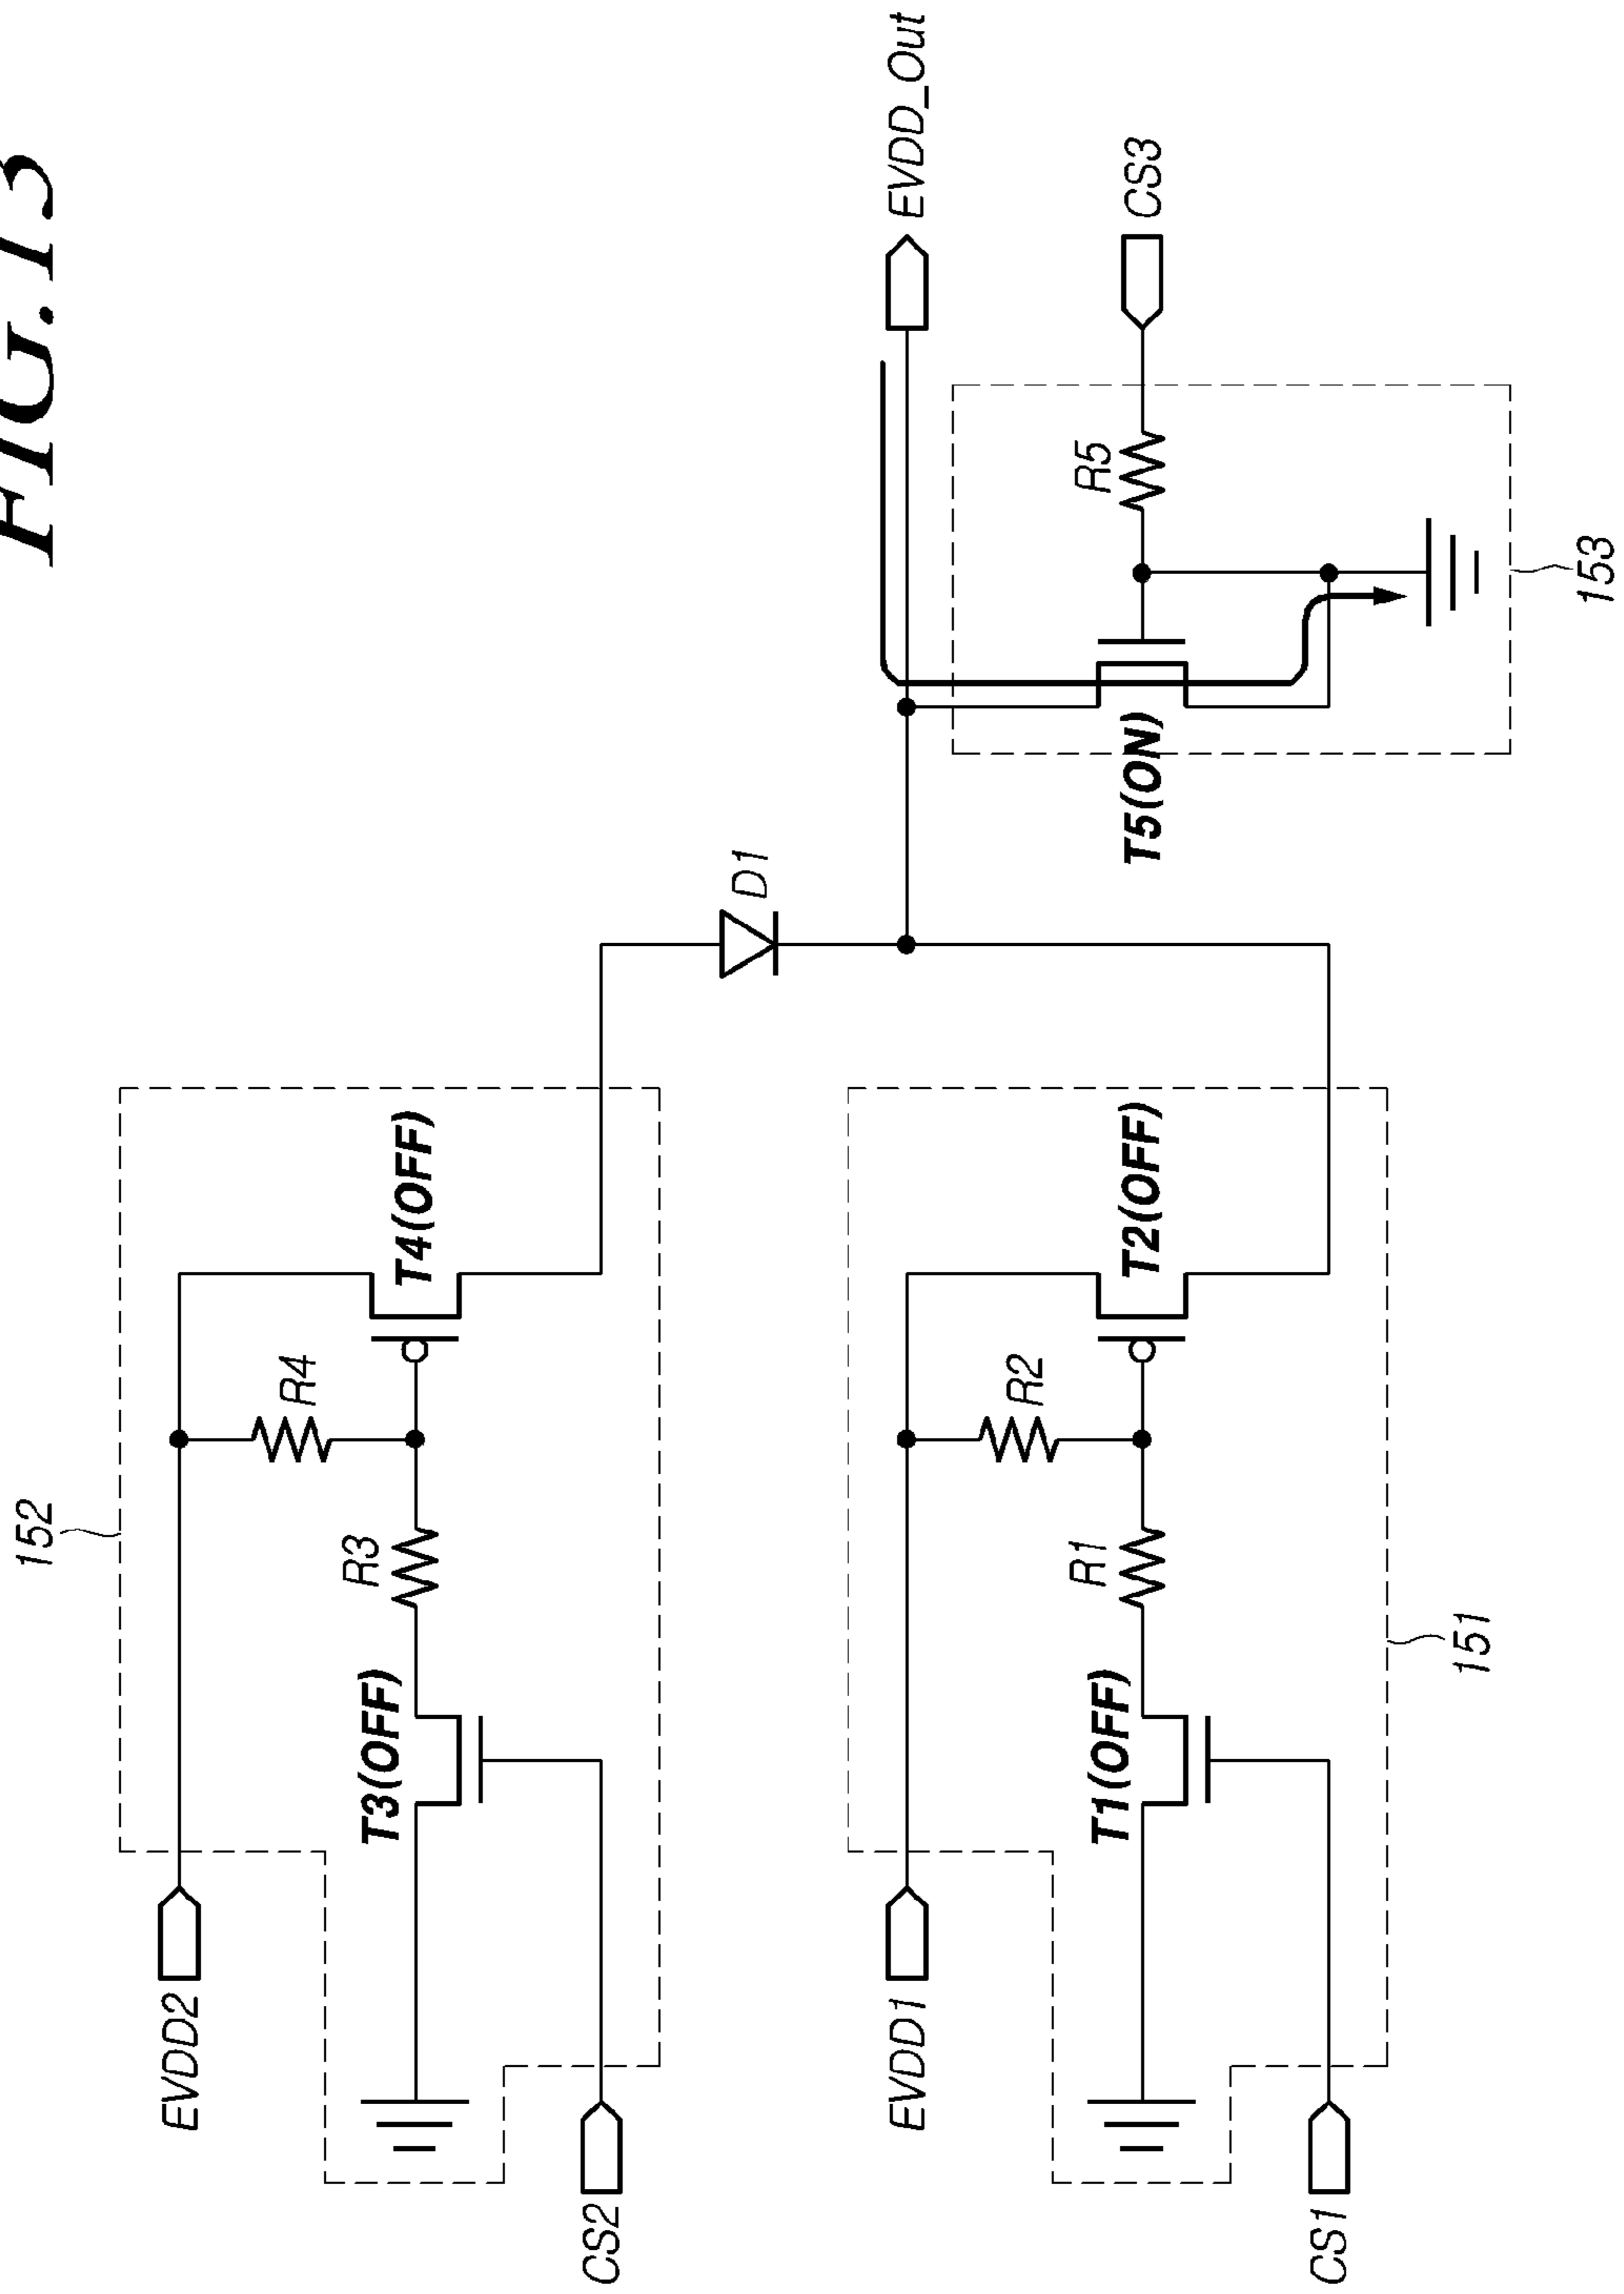 FIG.13
152
EVDD2
R4
T4(OFF)
R3
T3(OFF)
CS2
D1
EVDD_Out
EVDD1
R2
T2(OFF)
R1
T1(OFF)
CS1
151
T5(ON)
R5
CS3
153